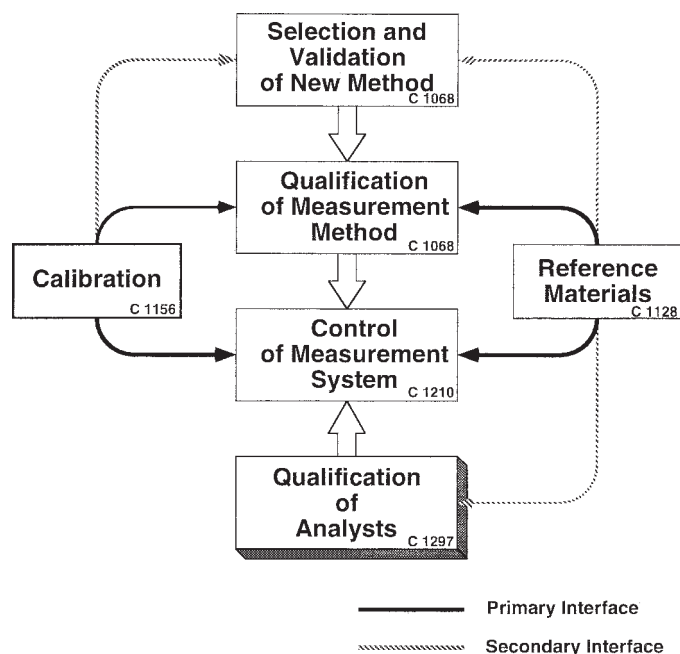 Selection and
Validation
of New Method
C 1068
Qualification
of Measurement
Method
C 1068
Calibration
C 1156
Reference
Materials
C 1128
Control
of Measurement
System
C 1210
Qualification
of
Analysts
C 1297
Primary Interface
Secondary Interface